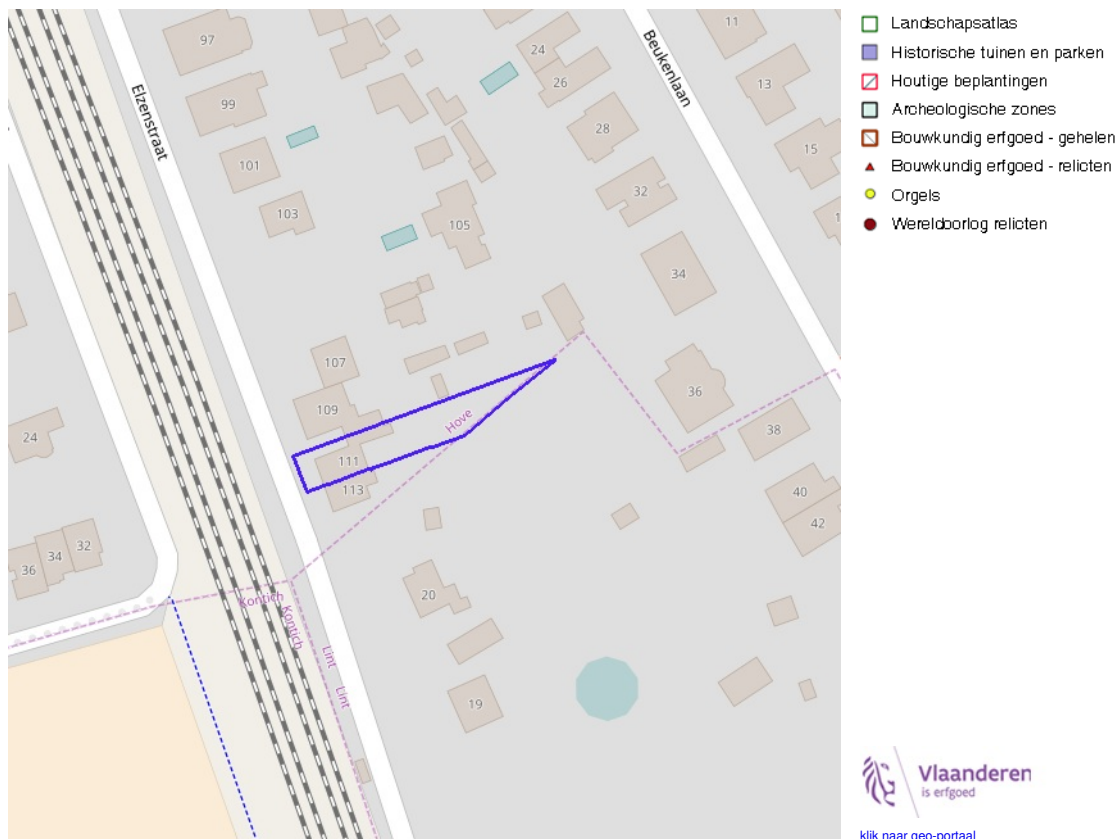 97
99
101
103
105
107
109
111
113
24
26
28
32
34
36
38
40
42
11
13
15
1
20
19
24
32
34
36
Elzenstraat
Beukenlaan
Hove
Kontich
Kontich
Lint
Lint
Landschapsatlas
Historische tuinen en parken
Houtige beplantingen
Archeologische zones
Bouwkundig erfgoed - gehelen
Bouwkundig erfgoed - relicten
Orgels
Wereldoorlog relicten
Vlaanderen
is erfgoed
klik naar geo-portaal